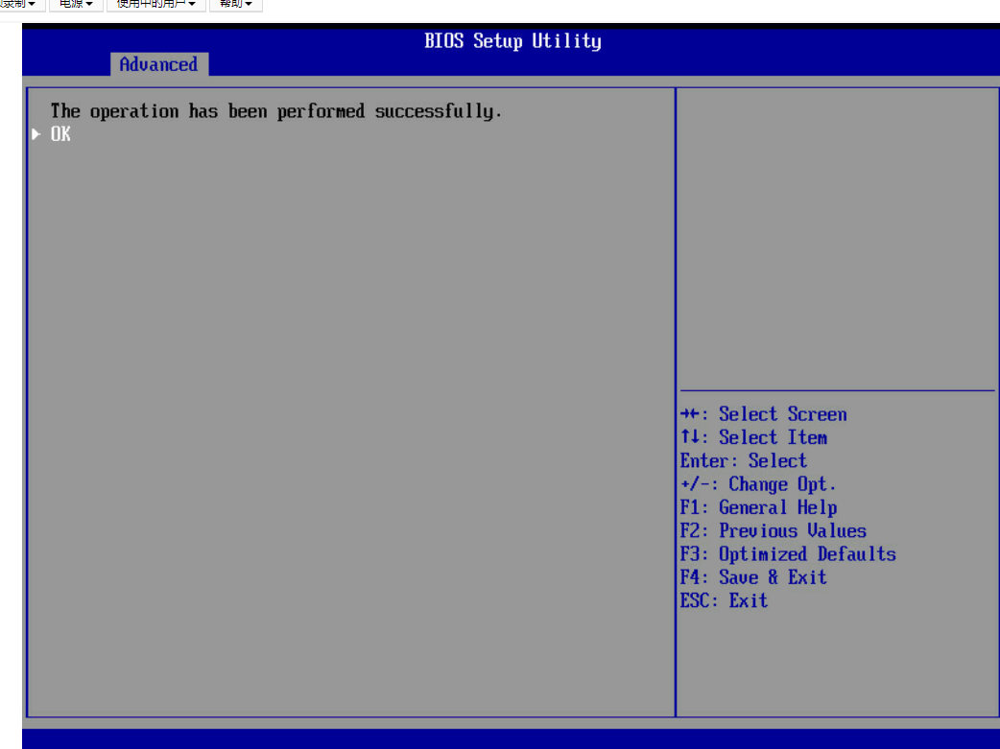 录制 电源 使用中的用户 帮助
BIOS Setup Utility
Advanced
The operation has been performed successfully.
OK
→←: Select Screen
↑↓: Select Item
Enter: Select
+/-: Change Opt.
F1: General Help
F2: Previous Values
F3: Optimized Defaults
F4: Save & Exit
ESC: Exit